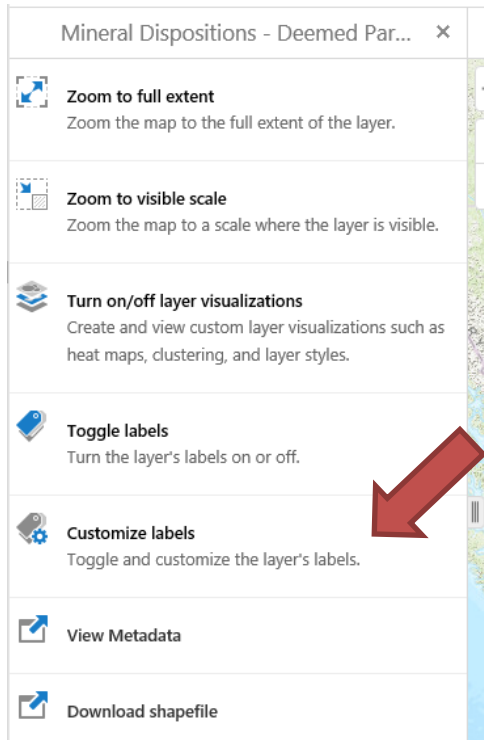 Mineral Dispositions - Deemed Par... ×
Zoom to full extent
Zoom the map to the full extent of the layer.
Zoom to visible scale
Zoom the map to a scale where the layer is visible.
Turn on/off layer visualizations
Create and view custom layer visualizations such as
heat maps, clustering, and layer styles.
Toggle labels
Turn the layer's labels on or off.
Customize labels
Toggle and customize the layer's labels.
View Metadata
Download shapefile